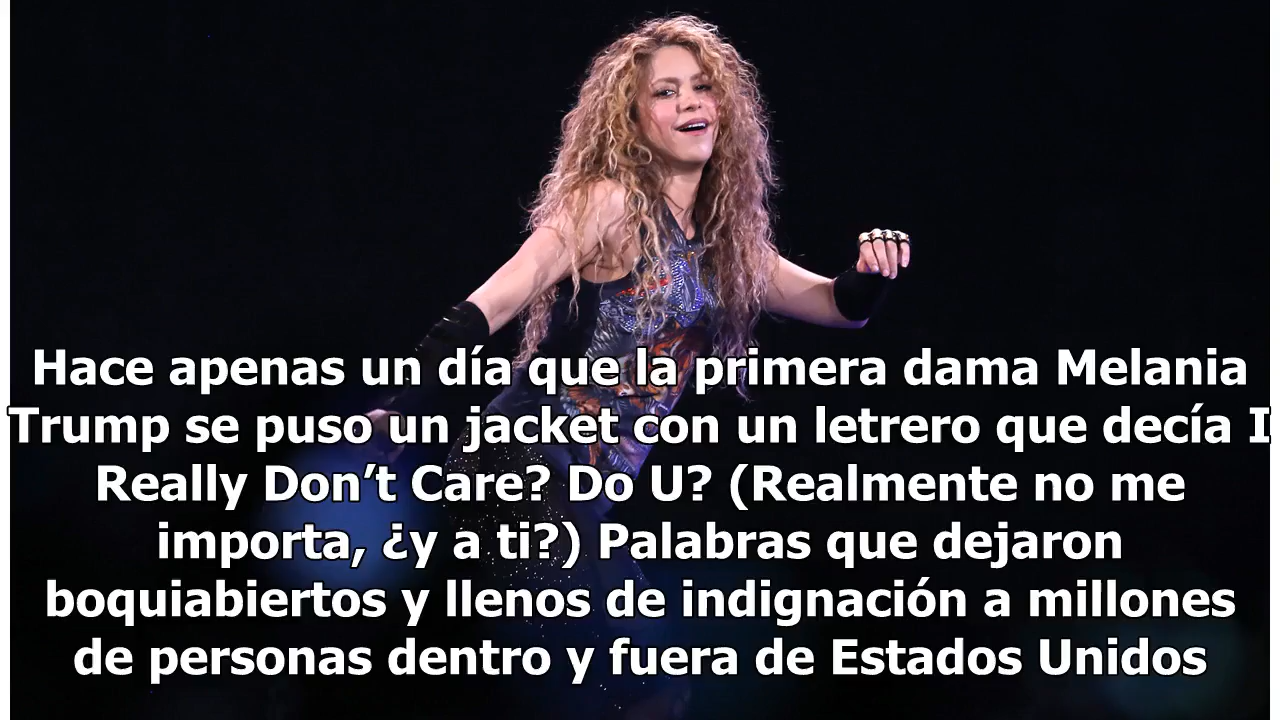 Hace apenas un día que la primera dama Melania
Trump se puso un jacket con un letrero que decía I
Really Don’t Care? Do U? (Realmente no me
importa, ¿y a ti?) Palabras que dejaron
boquiabiertos y llenos de indignación a millones
de personas dentro y fuera de Estados Unidos